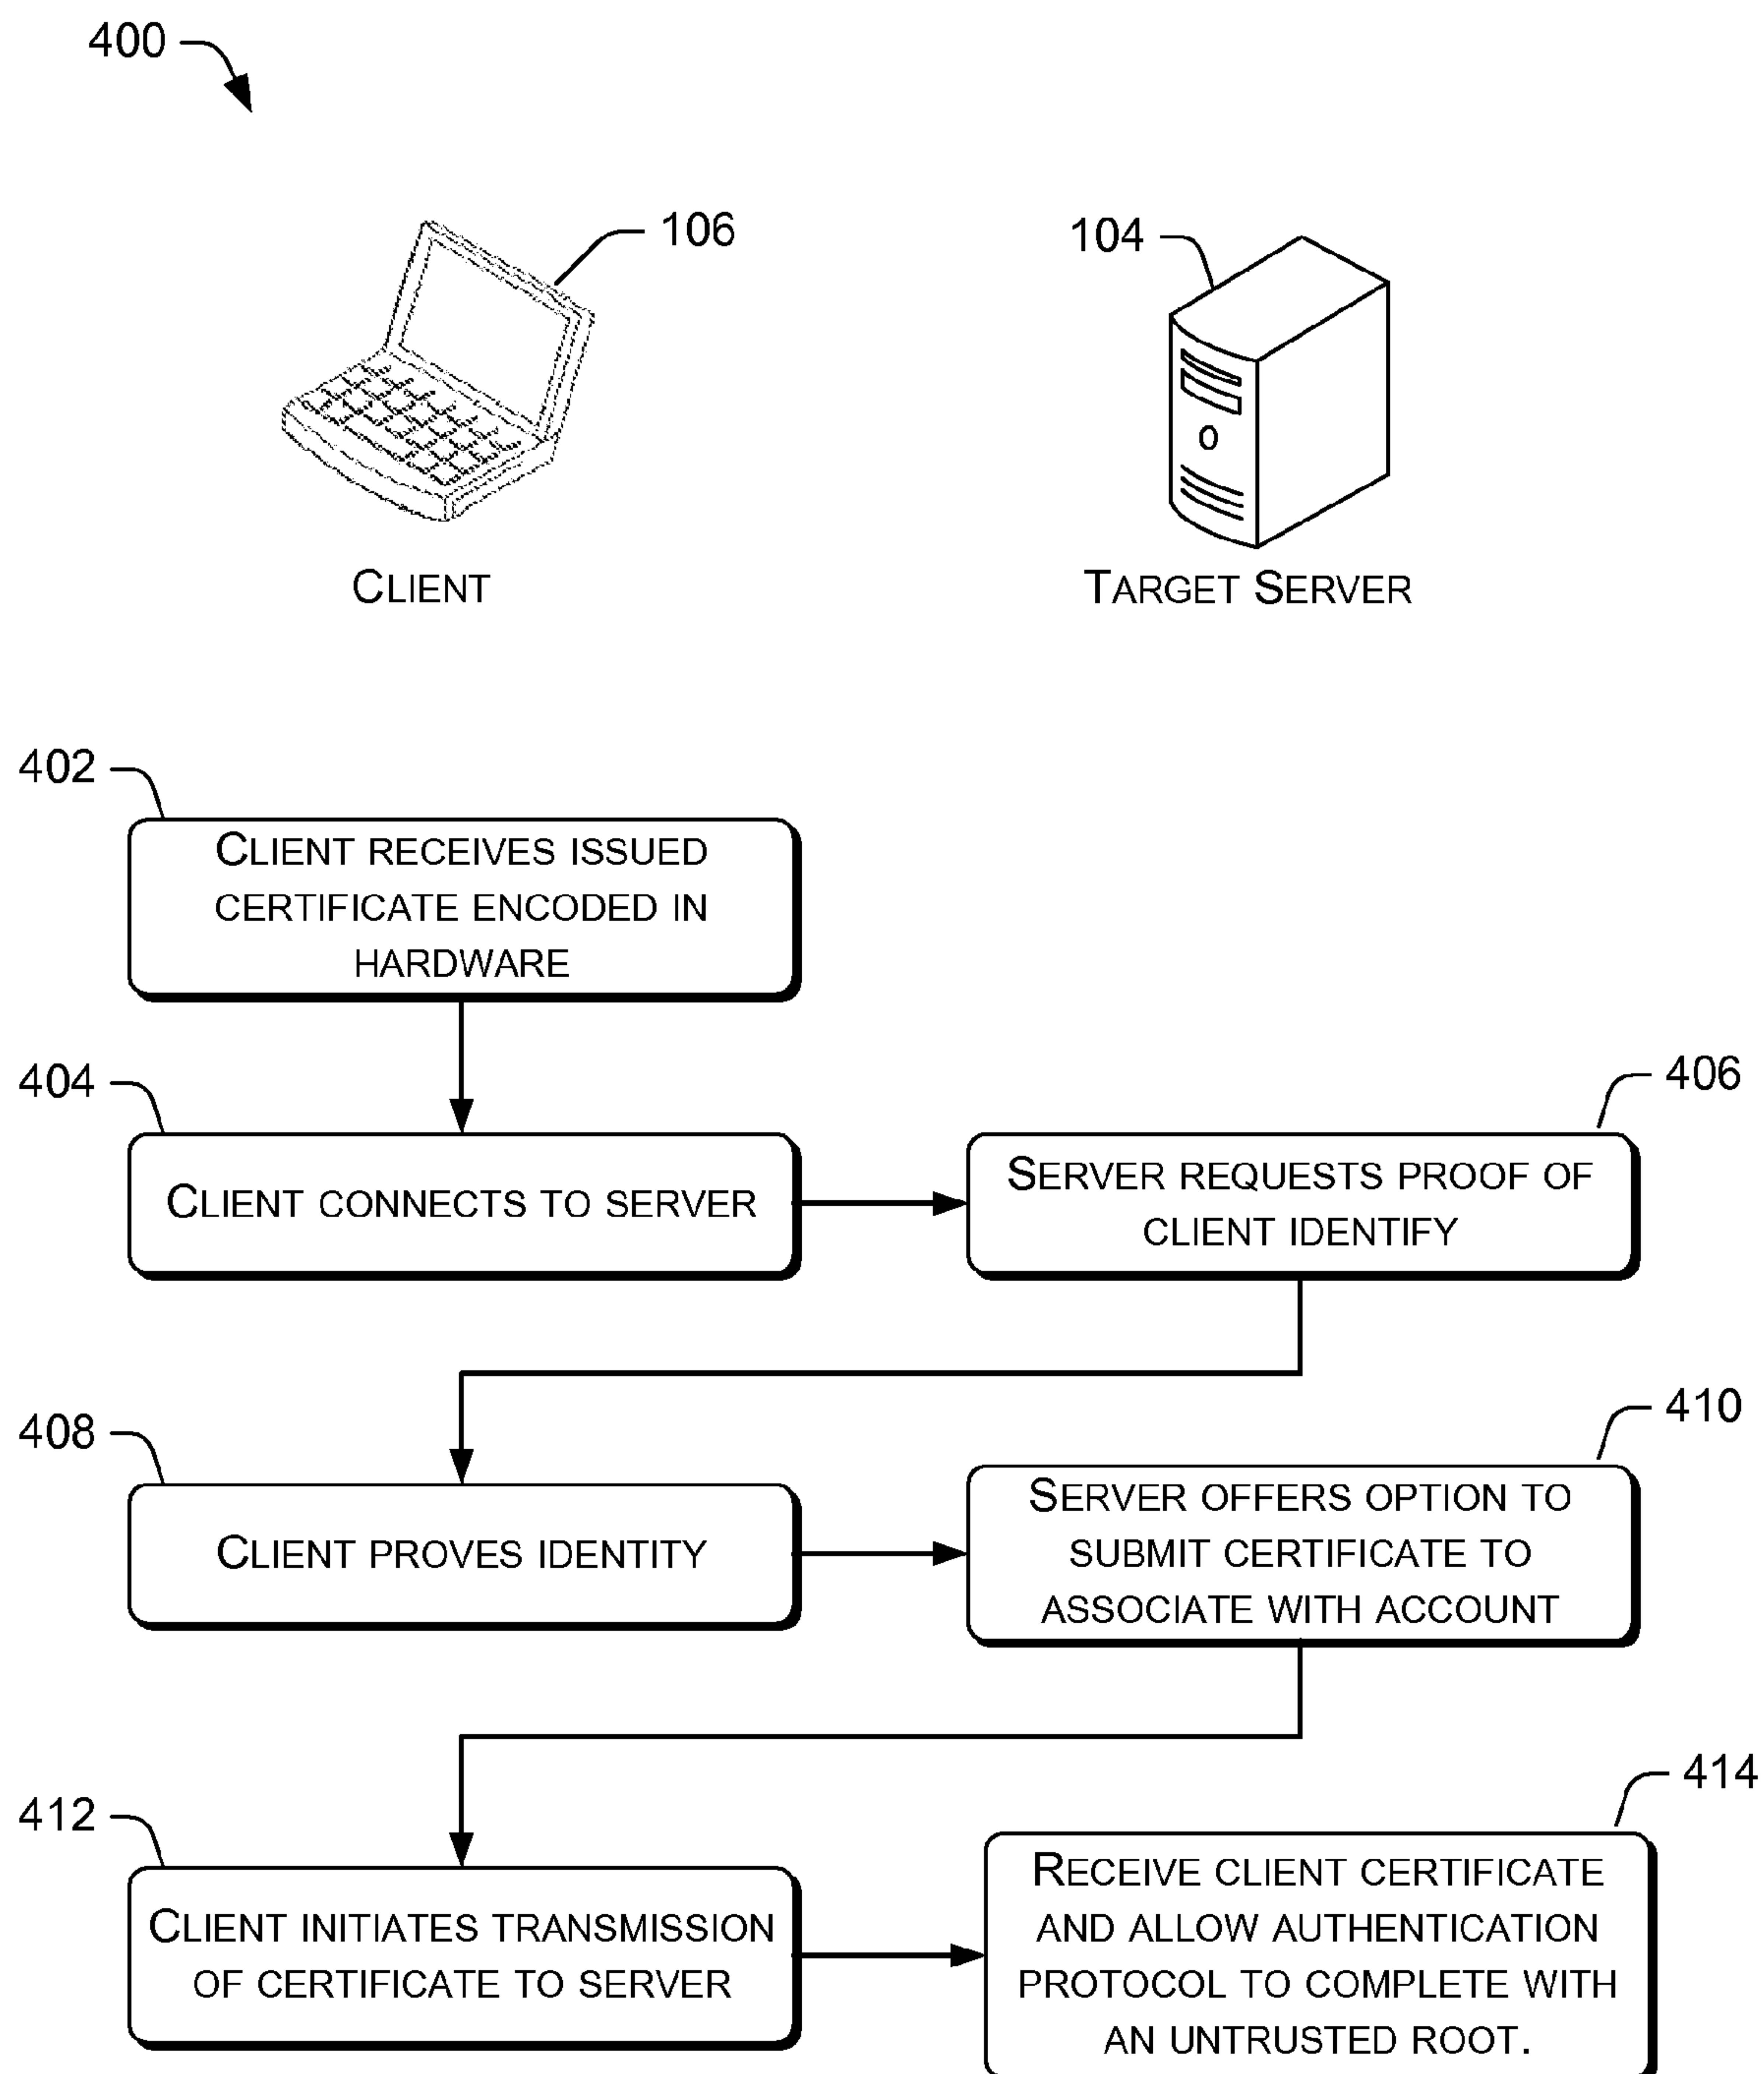 400
106
104
CLIENT
TARGET SERVER
402
CLIENT RECEIVES ISSUED
CERTIFICATE ENCODED IN
HARDWARE
404
CLIENT CONNECTS TO SERVER
406
SERVER REQUESTS PROOF OF
CLIENT IDENTIFY
408
CLIENT PROVES IDENTITY
410
SERVER OFFERS OPTION TO
SUBMIT CERTIFICATE TO
ASSOCIATE WITH ACCOUNT
412
CLIENT INITIATES TRANSMISSION
OF CERTIFICATE TO SERVER
414
RECEIVE CLIENT CERTIFICATE
AND ALLOW AUTHENTICATION
PROTOCOL TO COMPLETE WITH
AN UNTRUSTED ROOT.